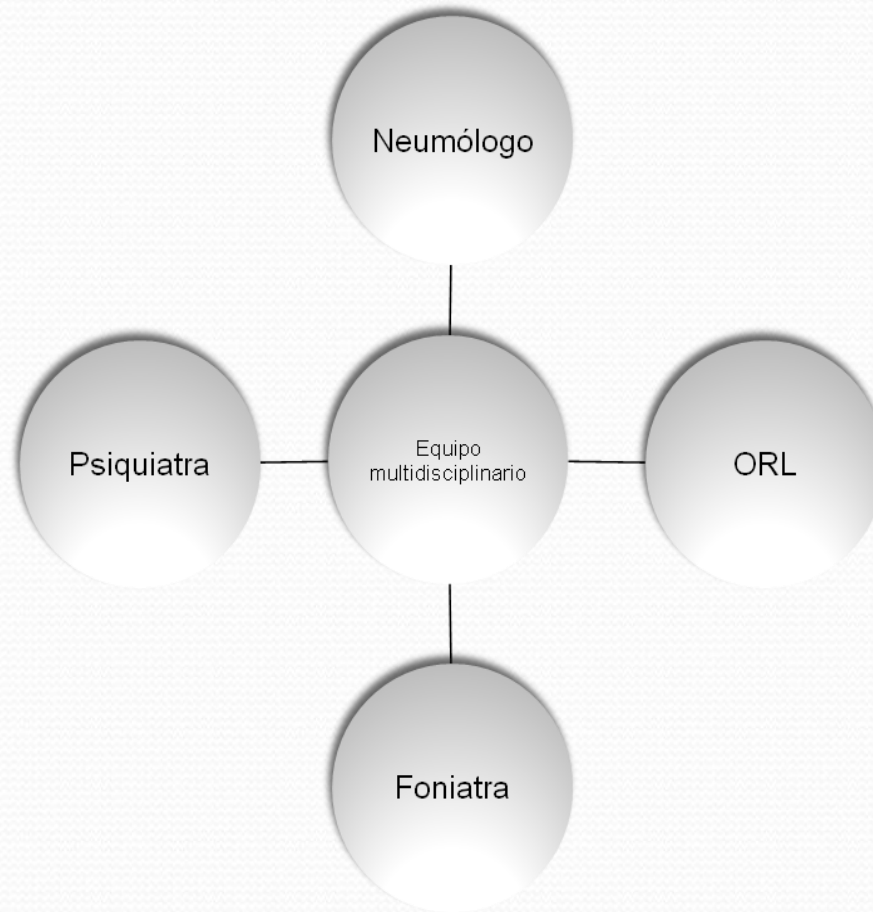 Neumólogo
Psiquiatra
Equipo
multidisciplinario
ORL
Foniatra